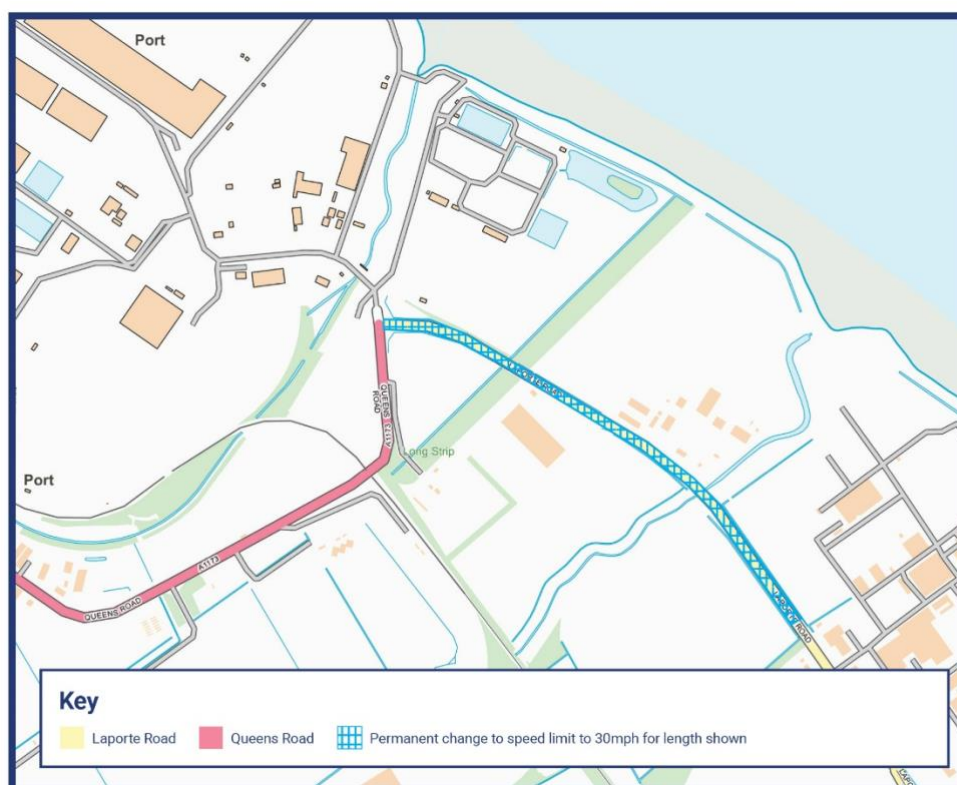 Port
QUEENS
ROAD
Long Strip
Port
A1173
QUEENS ROAD
ROAD
Key
Laporte Road
Queens Road
Permanent change to speed limit to 30mph for length shown